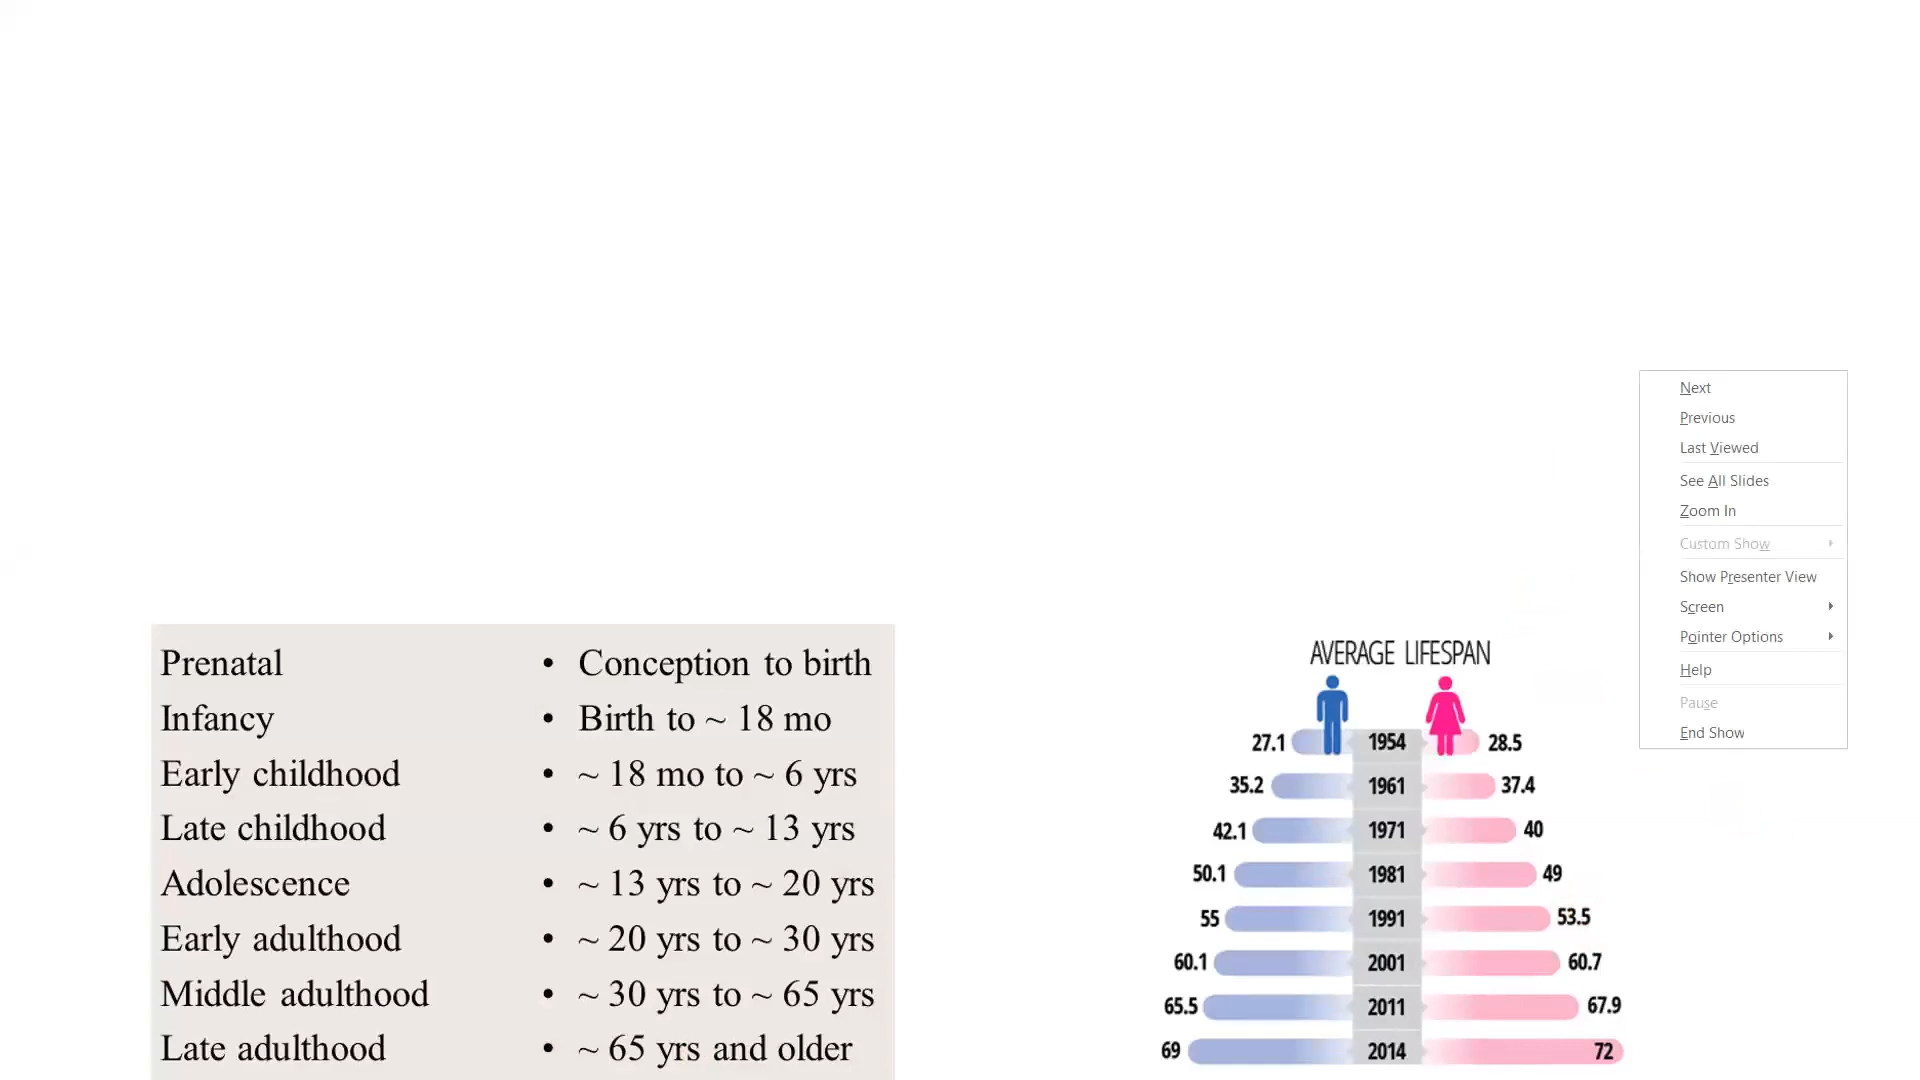 Next
Previous
Last Viewed
See All Slides
Zoom In
Custom Show
Show Presenter View
Screen
Pointer Options
Help
Pause
End Show
Prenatal • Conception to birth
Infancy • Birth to ~ 18 mo
Early childhood • ~ 18 mo to ~ 6 yrs
Late childhood • ~ 6 yrs to ~ 13 yrs
Adolescence • ~ 13 yrs to ~ 20 yrs
Early adulthood • ~ 20 yrs to ~ 30 yrs
Middle adulthood • ~ 30 yrs to ~ 65 yrs
Late adulthood • ~ 65 yrs and older
AVERAGE LIFESPAN
27.1 1954 28.5
35.2 1961 37.4
42.1 1971 40
50.1 1981 49
55 1991 53.5
60.1 2001 60.7
65.5 2011 67.9
69 2014 72